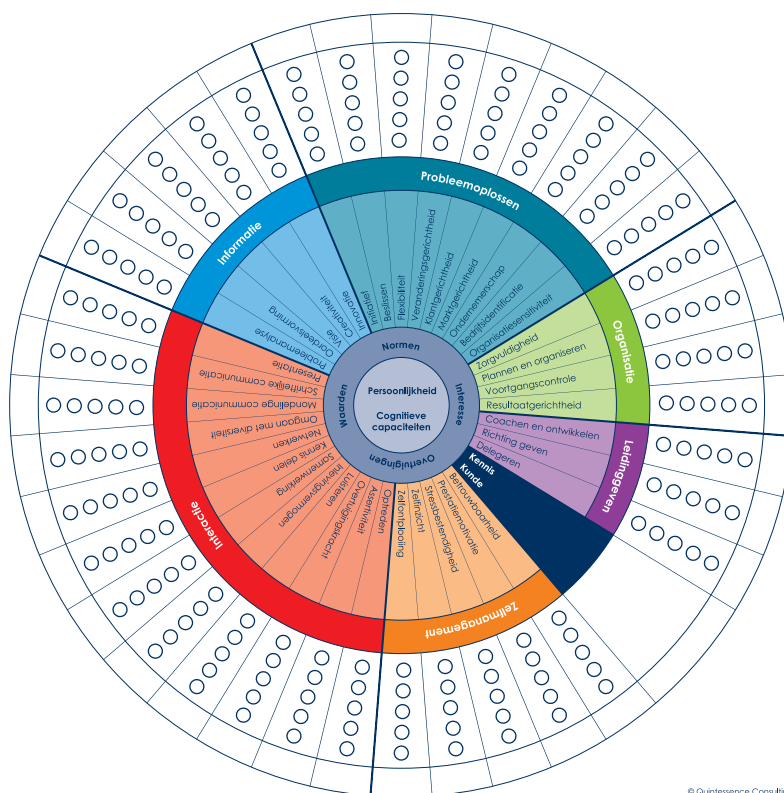 Probleemoplossen
Initiatief
Beslissen
Flexibiliteit
Veranderingsgerichtheid
Klantgerichtheid
Marktgerichtheid
Ondernemerschap
Bedrijfsidentificatie
Organisatiesensitiviteit
Organisatie
Zorgvuldigheid
Plannen en organiseren
Voortgangscontrole
Resultaatgerichtheid
Leidinggeven
Coachen en ontwikkelen
Richting geven
Delegeren
Kennis
Kunde
Zelfmanagement
Betrouwbaarheid
Prestatiemotivatie
Stressbestendigheid
Zelfinzicht
Zelfontplooiing
Interactie
Optreden
Assertiviteit
Overtuigingskracht
Luisteren
Inlevingsvermogen
Samenwerking
Kennis delen
Netwerken
Omgaan met diversiteit
Mondelinge communicatie
Schriftelijke communicatie
Presentatie
Informatie
Probleemanalyse
Oordeelsvorming
Visie
Creativiteit
Innovatie
Normen
Interesse
Overtuigingen
Waarden
Persoonlijkheid
Cognitieve
capaciteiten
© Quintessence